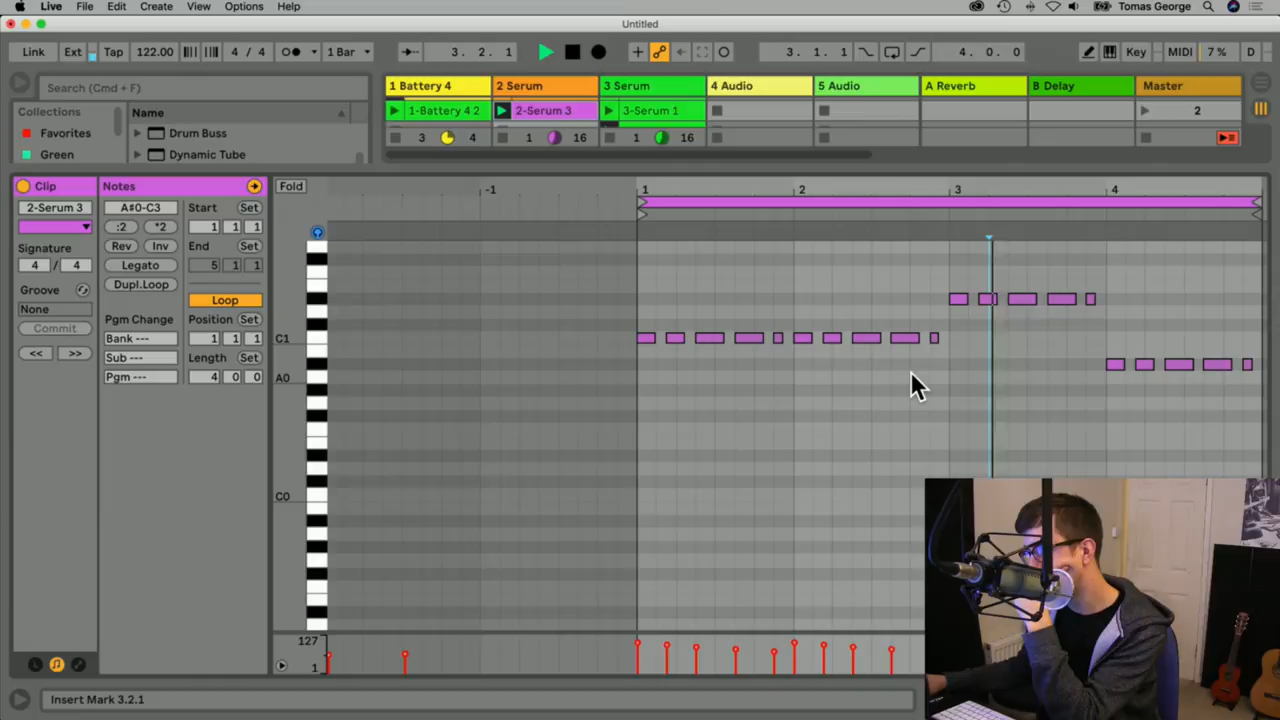 Live File Edit Create View Options Help Tomas George
Untitled
Link Ext Tap 122.00 4 / 4 1 Bar 3. 2. 1 3. 1. 1 4. 0. 0 Key MIDI 7 % D
Search (Cmd + F) 1 Battery 4 2 Serum 3 Serum 4 Audio 5 Audio A Reverb B Delay Master
Collections Name 1-Battery 4 2 2-Serum 3 3-Serum 1 2
Favorites Drum Buss 3 4 1 16 1 16
Green Dynamic Tube
Clip Notes Fold -1 1 2 3 4
2-Serum 3 A#0-C3 Start Set
:2 *2 1 1 1
Signature Rev Inv End Set
4 / 4 Legato 5 1 1
Groove Dupl.Loop
None Loop
Commit Pgm Change Position Set
Bank --- 1 1 1 C1
<< >> Sub --- Length Set
Pgm --- 4 0 0 A0
C0
127
1
Insert Mark 3.2.1